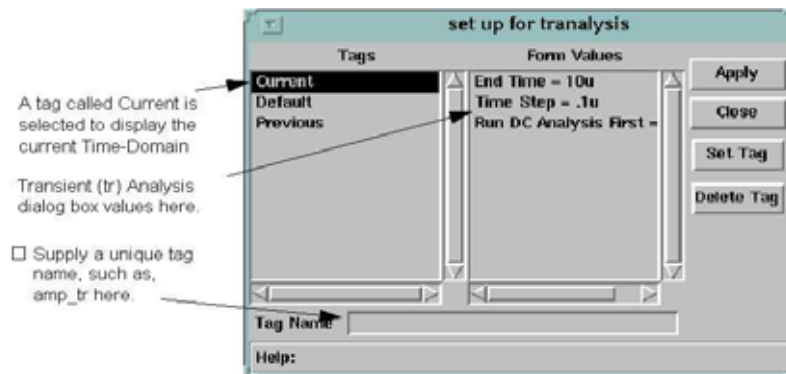 set up for tranalysis
Tags
Form Values
Current
Default
Previous
End Time = 10u
Time Step = .1u
Run DC Analysis First =
Apply
Close
Set Tag
Delete Tag
A tag called Current is
selected to display the
current Time-Domain
Transient (tr) Analysis
dialog box values here.
Supply a unique tag
name, such as,
amp_tr here.
Tag Name
Help: